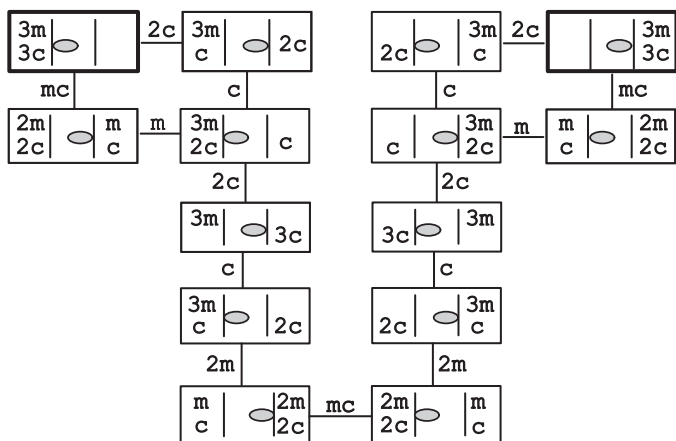 3m 2c 3m 2c 3m 2c 3m
3c c 2c c 3c
mc c c mc
2m m m 3m c 3m m m 2m
2c c 2c c 2c c 2c
2c 2c
3m 3c 3c 3m
c c
3m 2c 2c 3m
c c
2m 2m
m 2m mc 2m m
c 2c 2c c